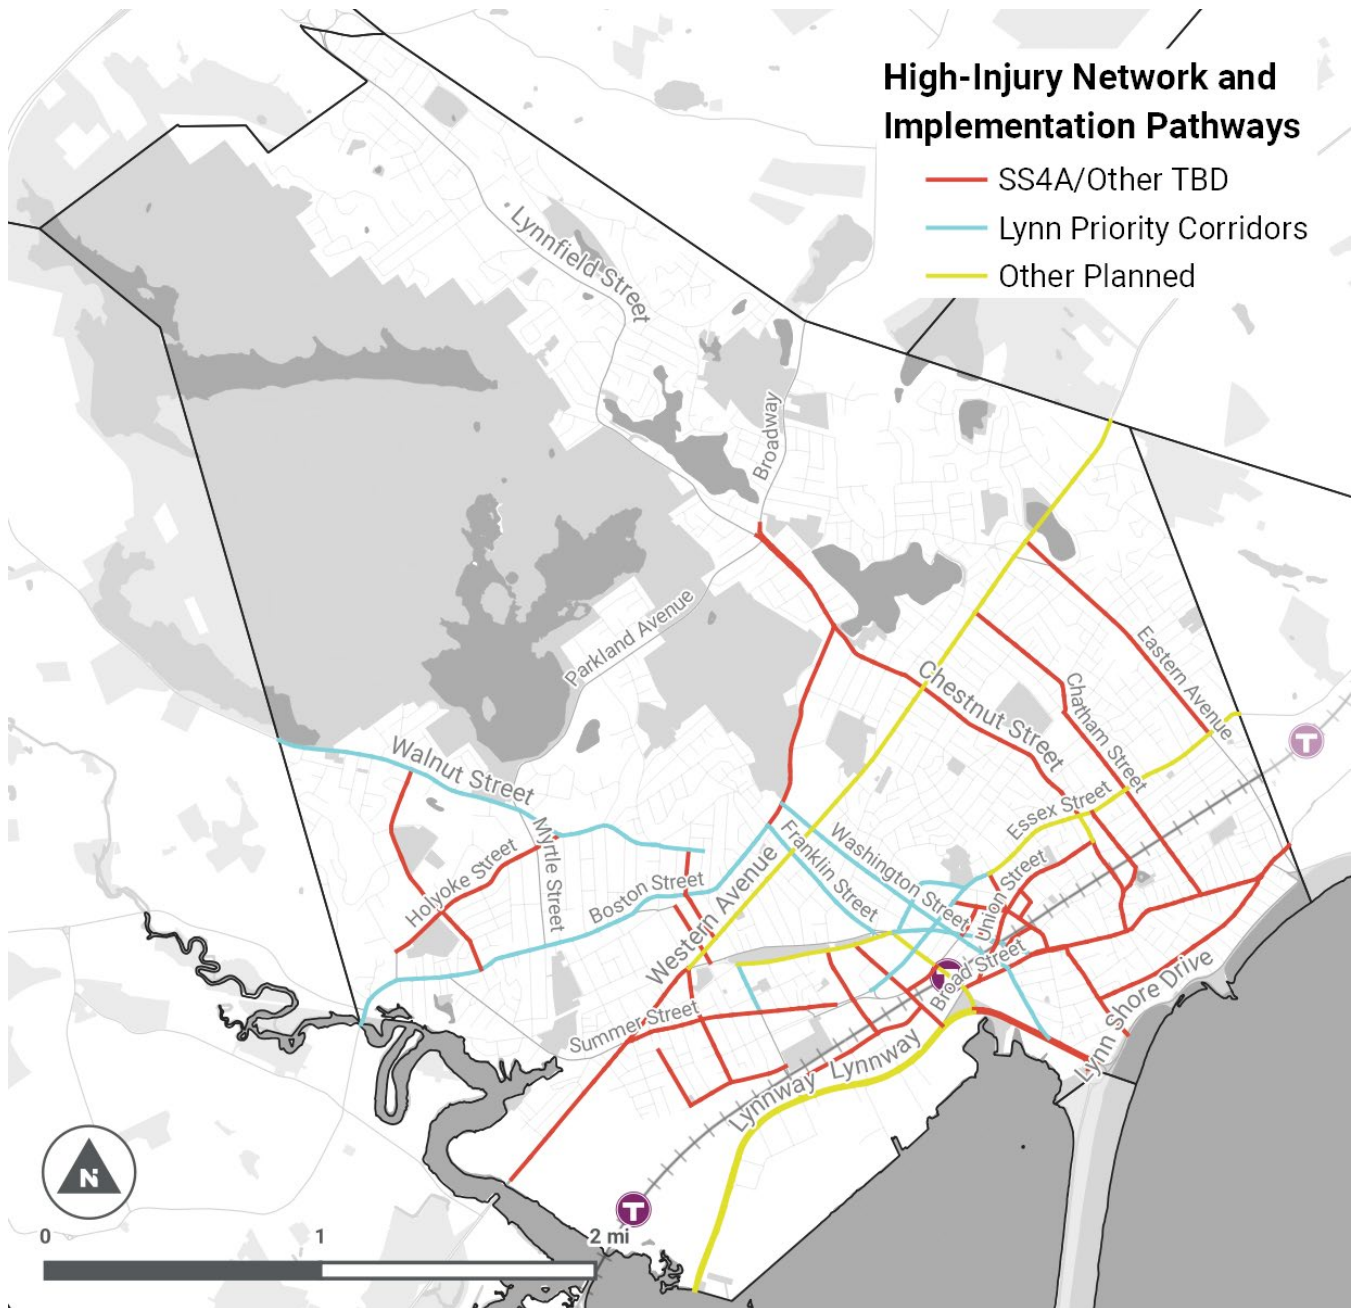 High-Injury Network and
Implementation Pathways
SS4A/Other TBD
Lynn Priority Corridors
Other Planned
Lynnfield Street
Broadway
Parkland Avenue
Eastern Avenue
Chestnut Street
Chatham Street
Walnut Street
Essex Street
Myrtle Street
Holyoke Street
Franklin Street
Washington Street
Union Street
Boston Street
Western Avenue
Broad Street
Lynn Shore Drive
Summer Street
Lynnway
Lynnway
T
T
N
0
1
2 mi